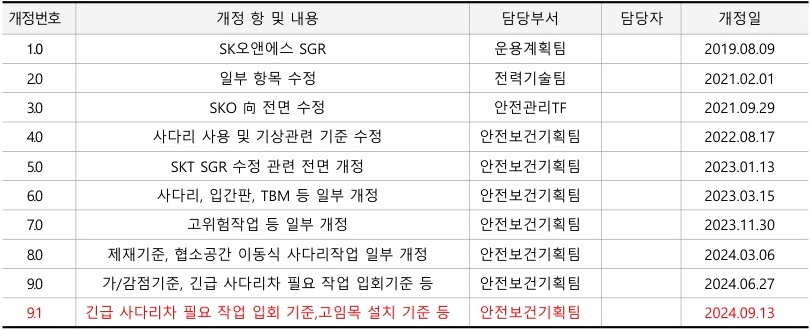 개정번호 개정 항 및 내용 담당부서 담당자 개정일
1.0 SK오앤에스 SGR 운용계획팀 2019.08.09
2.0 일부 항목 수정 전력기술팀 2021.02.01
3.0 SKO 向 전면 수정 안전관리TF 2021.09.29
4.0 사다리 사용 및 기상관련 기준 수정 안전보건기획팀 2022.08.17
5.0 SKT SGR 수정 관련 전면 개정 안전보건기획팀 2023.01.13
6.0 사다리, 입간판, TBM 등 일부 개정 안전보건기획팀 2023.03.15
7.0 고위험작업 등 일부 개정 안전보건기획팀 2023.11.30
8.0 제재기준, 협소공간 이동식 사다리작업 일부 개정 안전보건기획팀 2024.03.06
9.0 가/감점기준, 긴급 사다리차 필요 작업 입회기준 등 안전보건기획팀 2024.06.27
9.1 긴급 사다리차 필요 작업 입회 기준,고임목 설치 기준 등 안전보건기획팀 2024.09.13